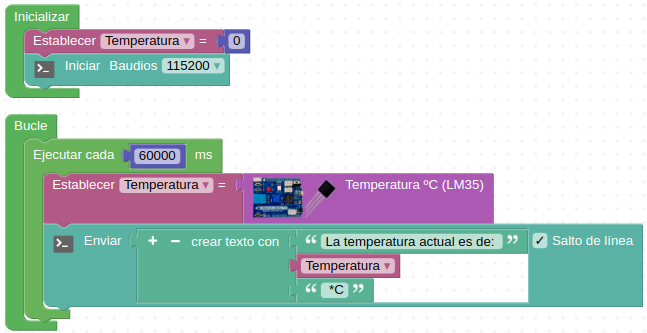 Inicializar
Establecer Temperatura ▾ = 0
>_ Iniciar Baudios 115200 ▾
Bucle
Ejecutar cada 60000 ms
Establecer Temperatura ▾ = Temperatura ºC (LM35)
>_ Enviar + − crear texto con “ La temperatura actual es de: ” ✓ Salto de línea
Temperatura ▾
“ *C ”